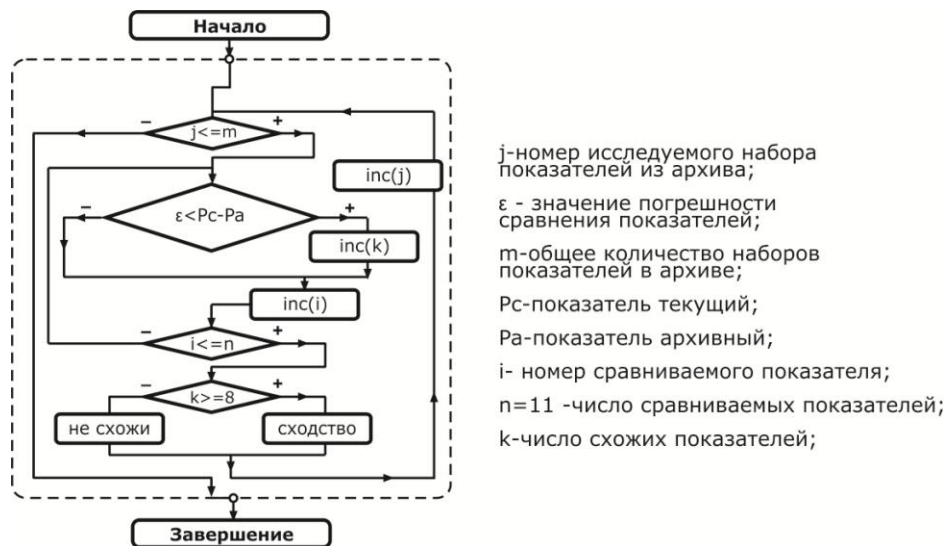 Начало
− j<=m +
inc(j)
− ε<Pc-Pa +
inc(k)
inc(i)
− i<=n +
− k>=8 +
не схожи
сходство
Завершение
j-номер исследуемого набора
показателей из архива;
ε - значение погрешности
сравнения показателей;
m-общее количество наборов
показателей в архиве;
Pc-показатель текущий;
Pa-показатель архивный;
i- номер сравниваемого показателя;
n=11 -число сравниваемых показателей;
k-число схожих показателей;